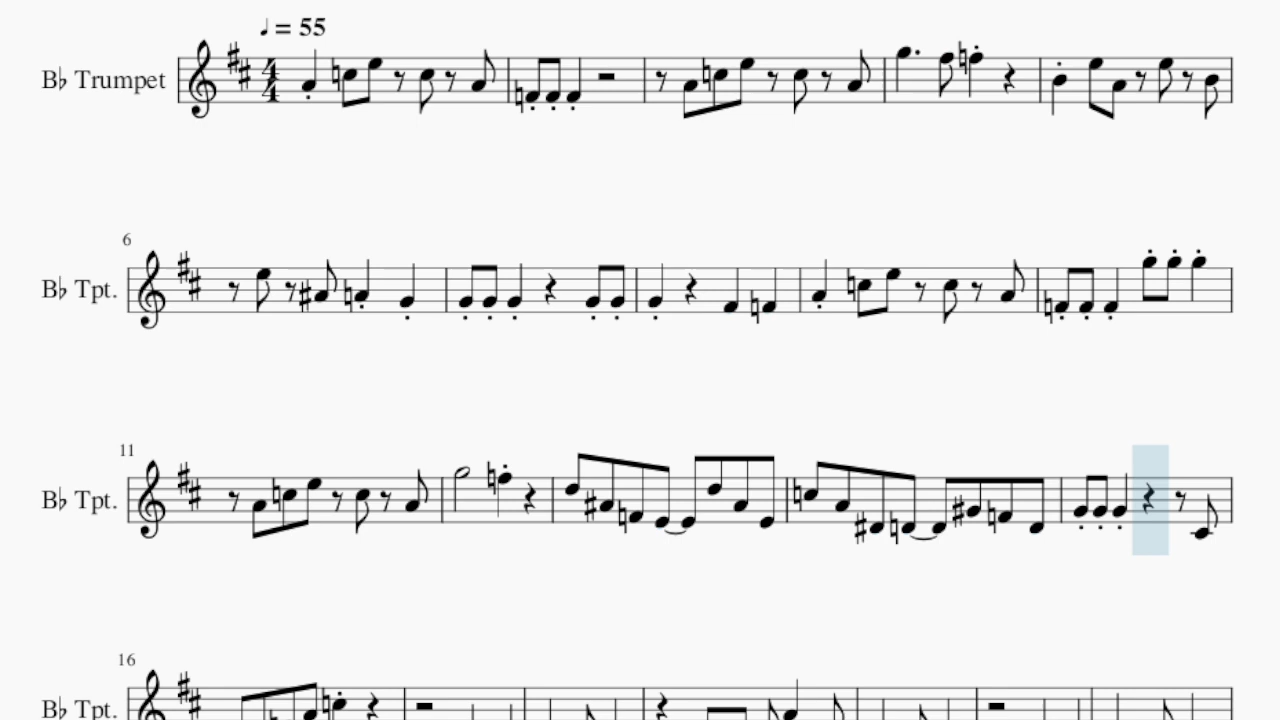 ♩ = 55
B♭ Trumpet
4
4
6
B♭ Tpt.
11
B♭ Tpt.
16
B♭ Tpt.